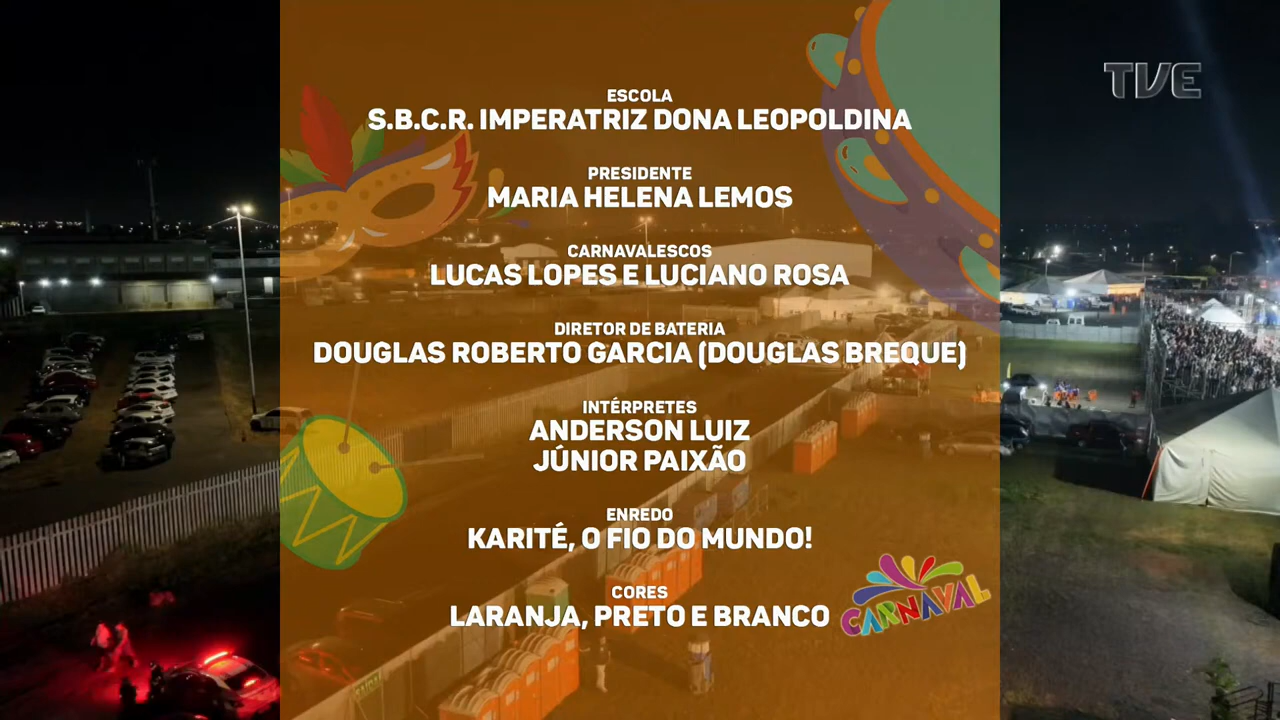 TVE
ESCOLA
S.B.C.R. IMPERATRIZ DONA LEOPOLDINA
PRESIDENTE
MARIA HELENA LEMOS
CARNAVALESCOS
LUCAS LOPES E LUCIANO ROSA
DIRETOR DE BATERIA
DOUGLAS ROBERTO GARCIA (DOUGLAS BREQUE)
INTÉRPRETES
ANDERSON LUIZ
JÚNIOR PAIXÃO
ENREDO
KARITÉ, O FIO DO MUNDO!
CORES
LARANJA, PRETO E BRANCO
CARNAVAL